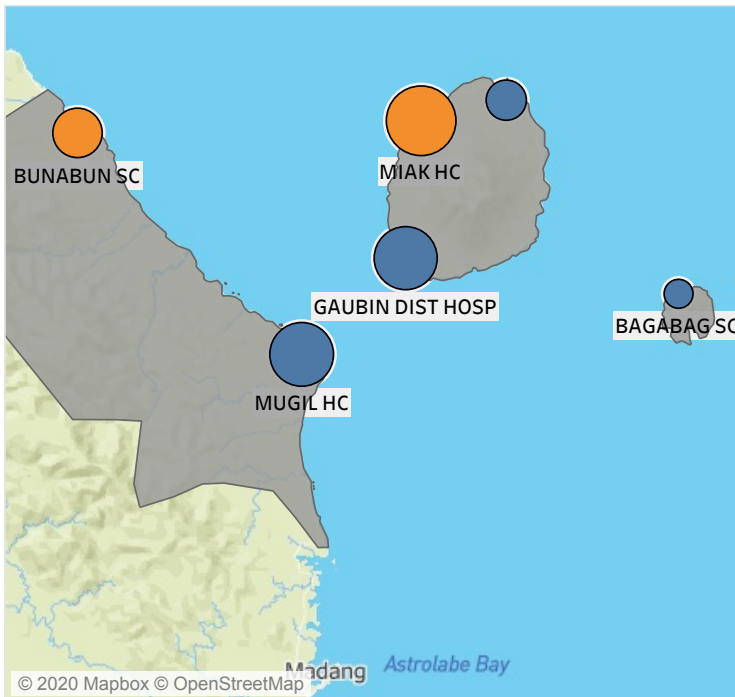 BUNABUN SC
MIAK HC
GAUBIN DIST HOSP
BAGABAG SC
MUGIL HC
Madang
Astrolabe Bay
© 2020 Mapbox © OpenStreetMap